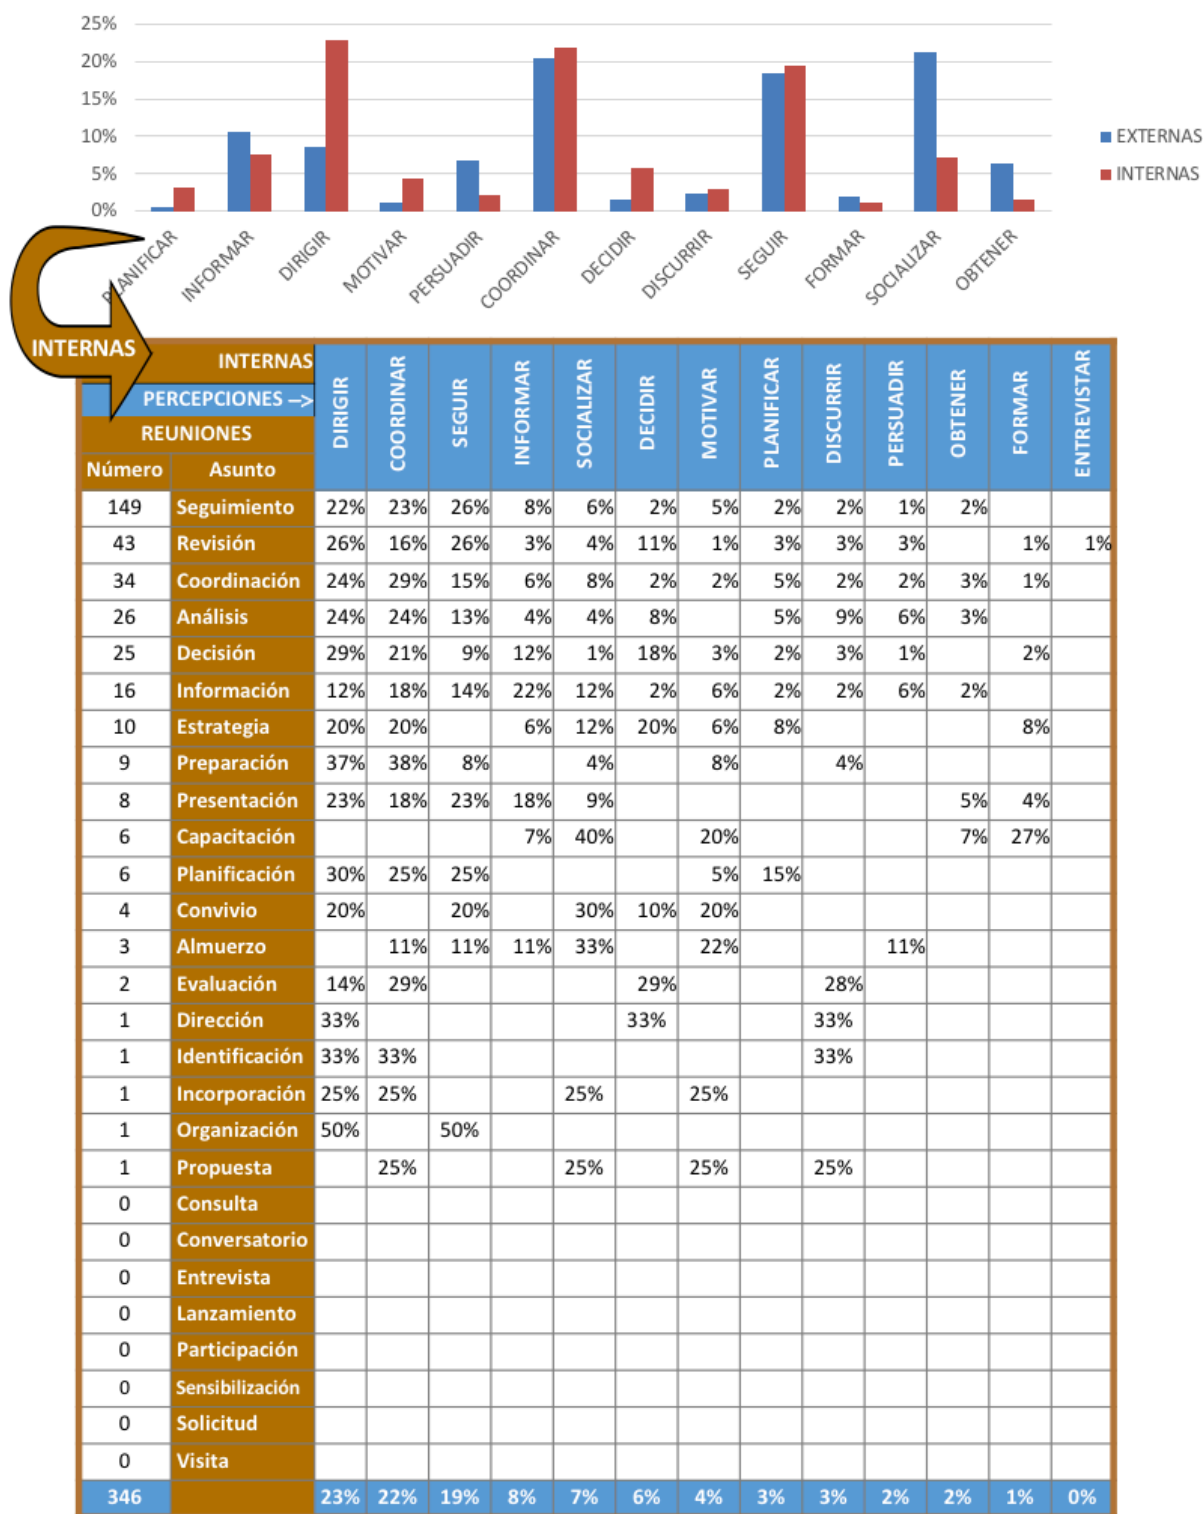 25%
20%
15%
10%
5%
0%
EXTERNAS
INTERNAS
PLANIFICAR
INFORMAR
DIRIGIR
MOTIVAR
PERSUADIR
COORDINAR
DECIDIR
DISCURRIR
SEGUIR
FORMAR
SOCIALIZAR
OBTENER
INTERNAS
INTERNAS
PERCEPCIONES –>
REUNIONES
Número Asunto DIRIGIR COORDINAR SEGUIR INFORMAR SOCIALIZAR DECIDIR MOTIVAR PLANIFICAR DISCURRIR PERSUADIR OBTENER FORMAR ENTREVISTAR
149 Seguimiento 22% 23% 26% 8% 6% 2% 5% 2% 2% 1% 2%
43 Revisión 26% 16% 26% 3% 4% 11% 1% 3% 3% 3% 1% 1%
34 Coordinación 24% 29% 15% 6% 8% 2% 2% 5% 2% 2% 3% 1%
26 Análisis 24% 24% 13% 4% 4% 8% 5% 9% 6% 3%
25 Decisión 29% 21% 9% 12% 1% 18% 3% 2% 3% 1% 2%
16 Información 12% 18% 14% 22% 12% 2% 6% 2% 2% 6% 2%
10 Estrategia 20% 20% 6% 12% 20% 6% 8% 8%
9 Preparación 37% 38% 8% 4% 8% 4%
8 Presentación 23% 18% 23% 18% 9% 5% 4%
6 Capacitación 7% 40% 20% 7% 27%
6 Planificación 30% 25% 25% 5% 15%
4 Convivio 20% 20% 30% 10% 20%
3 Almuerzo 11% 11% 11% 33% 22% 11%
2 Evaluación 14% 29% 29% 28%
1 Dirección 33% 33% 33%
1 Identificación 33% 33% 33%
1 Incorporación 25% 25% 25% 25%
1 Organización 50% 50%
1 Propuesta 25% 25% 25% 25%
0 Consulta
0 Conversatorio
0 Entrevista
0 Lanzamiento
0 Participación
0 Sensibilización
0 Solicitud
0 Visita
346 23% 22% 19% 8% 7% 6% 4% 3% 3% 2% 2% 1% 0%